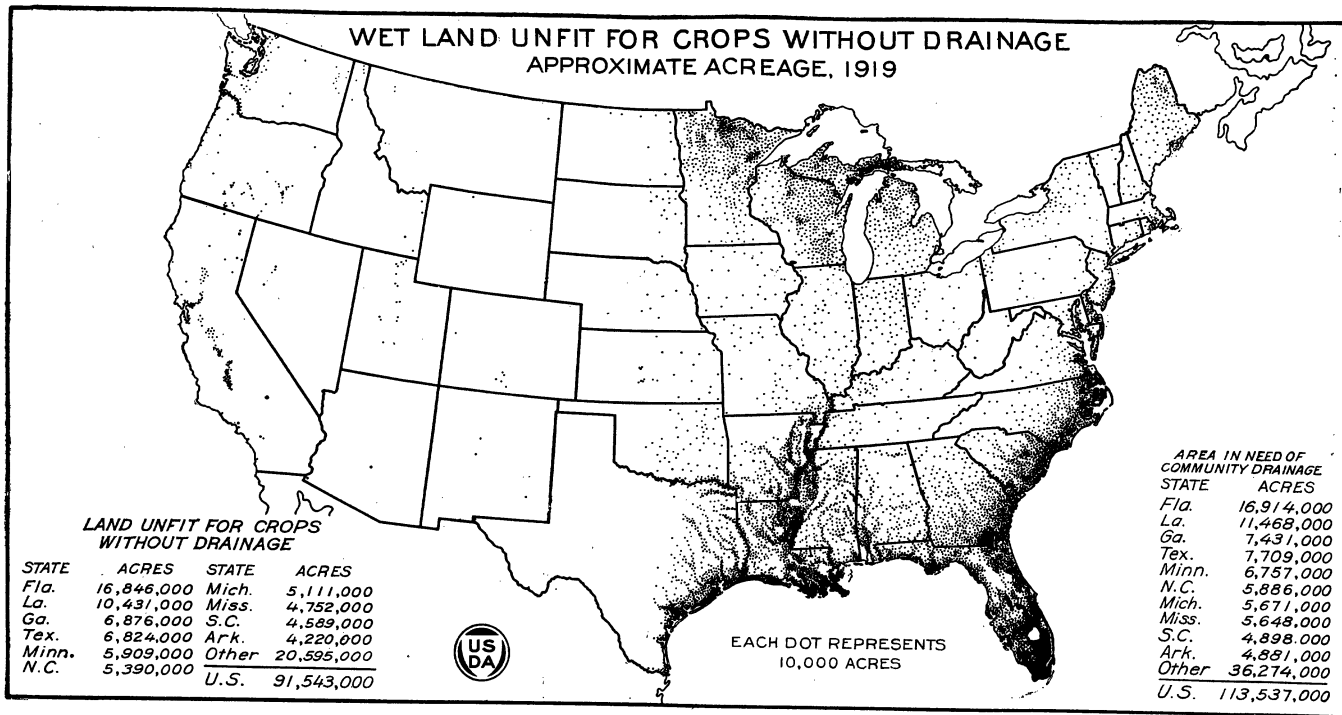 WET LAND UNFIT FOR CROPS WITHOUT DRAINAGE
APPROXIMATE ACREAGE, 1919
LAND UNFIT FOR CROPS
WITHOUT DRAINAGE
STATE ACRES STATE ACRES
Fla. 16,846,000 Mich. 5,111,000
La. 10,431,000 Miss. 4,752,000
Ga. 6,876,000 S.C. 4,589,000
Tex. 6,824,000 Ark. 4,220,000
Minn. 5,909,000 Other 20,595,000
N.C. 5,390,000 U.S. 91,543,000
US
DA
EACH DOT REPRESENTS
10,000 ACRES
AREA IN NEED OF
COMMUNITY DRAINAGE
STATE ACRES
Fla. 16,914,000
La. 11,468,000
Ga. 7,431,000
Tex. 7,709,000
Minn. 6,757,000
N.C. 5,886,000
Mich. 5,671,000
Miss. 5,648,000
S.C. 4,898.000
Ark. 4,881,000
Other 36,274,000
U.S. 113,537,000